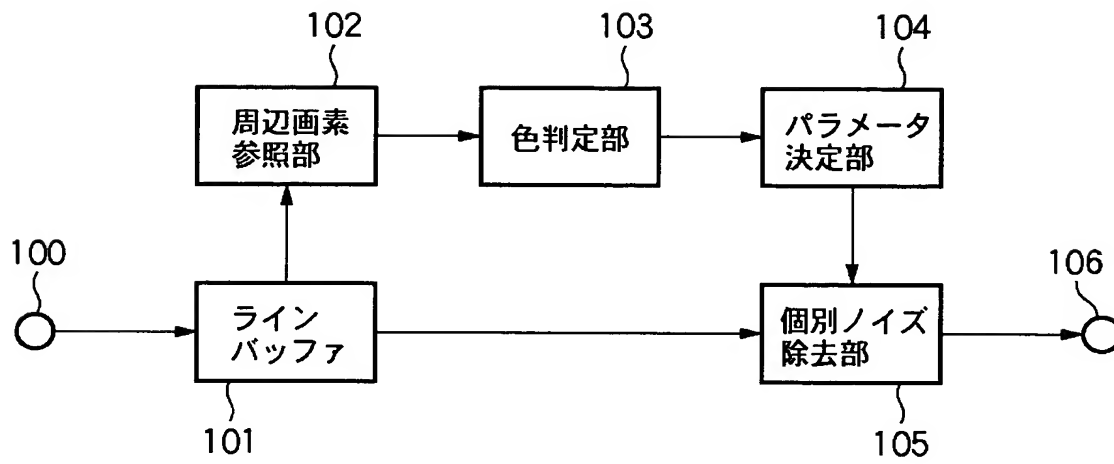 102
103
104
周辺画素
参照部
色判定部
パラメータ
決定部
100
106
ライン
バッファ
個別ノイズ
除去部
101
105